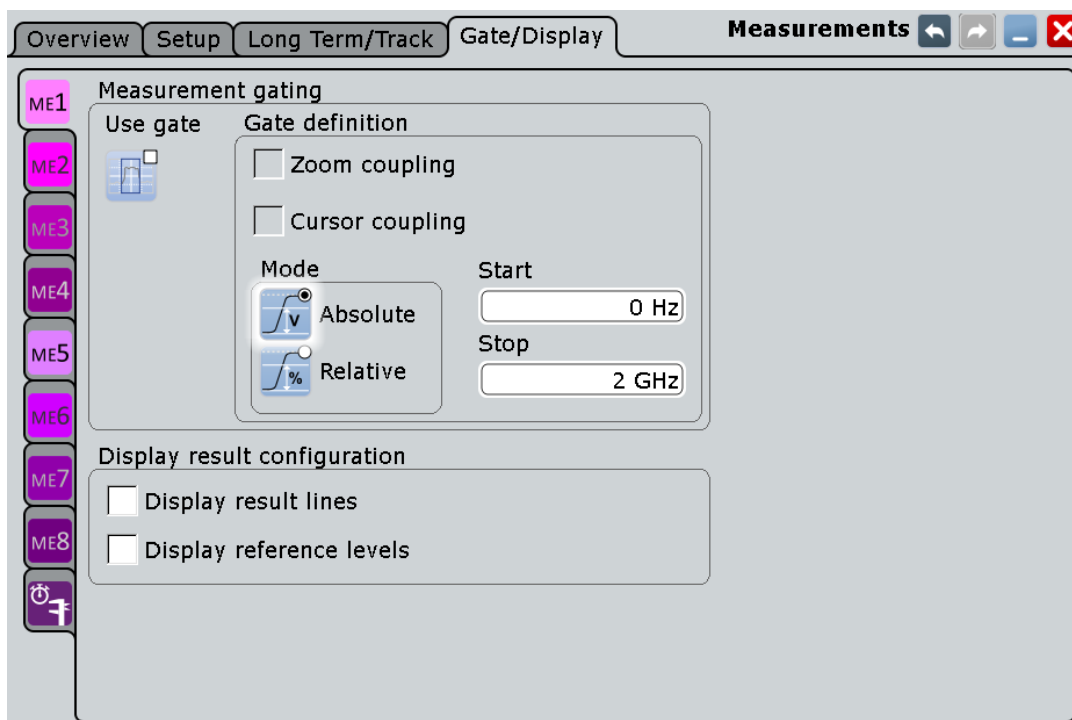 Overview Setup Long Term/Track Gate/Display Measurements
ME1
ME2
ME3
ME4
ME5
ME6
ME7
ME8
Measurement gating
Use gate Gate definition
Zoom coupling
Cursor coupling
Mode Start
V Absolute 0 Hz
Stop
% Relative 2 GHz
Display result configuration
Display result lines
Display reference levels